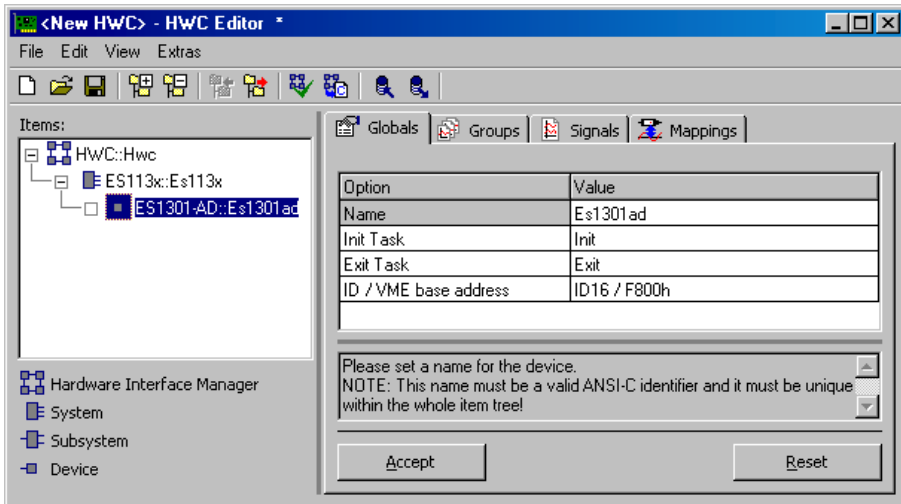 <New HWC> - HWC Editor *
File Edit View Extras
Items:
HWC::Hwc
ES113x::Es113x
ES1301-AD::Es1301ad
Hardware Interface Manager
System
Subsystem
Device
Globals Groups Signals Mappings
Option Value
Name Es1301ad
Init Task Init
Exit Task Exit
ID / VME base address ID16 / F800h
Please set a name for the device.
NOTE: This name must be a valid ANSI-C identifier and it must be unique
within the whole item tree!
Accept Reset